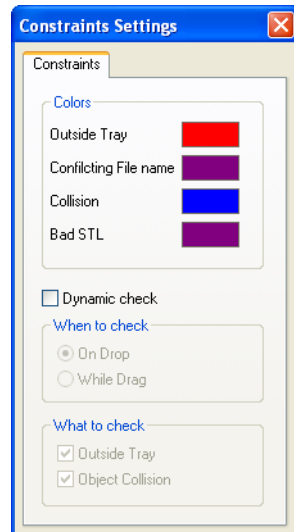 Constraints Settings
Constraints
Colors
Outside Tray
Confilcting File name
Collision
Bad STL
Dynamic check
When to check
On Drop
While Drag
What to check
Outside Tray
Object Collision